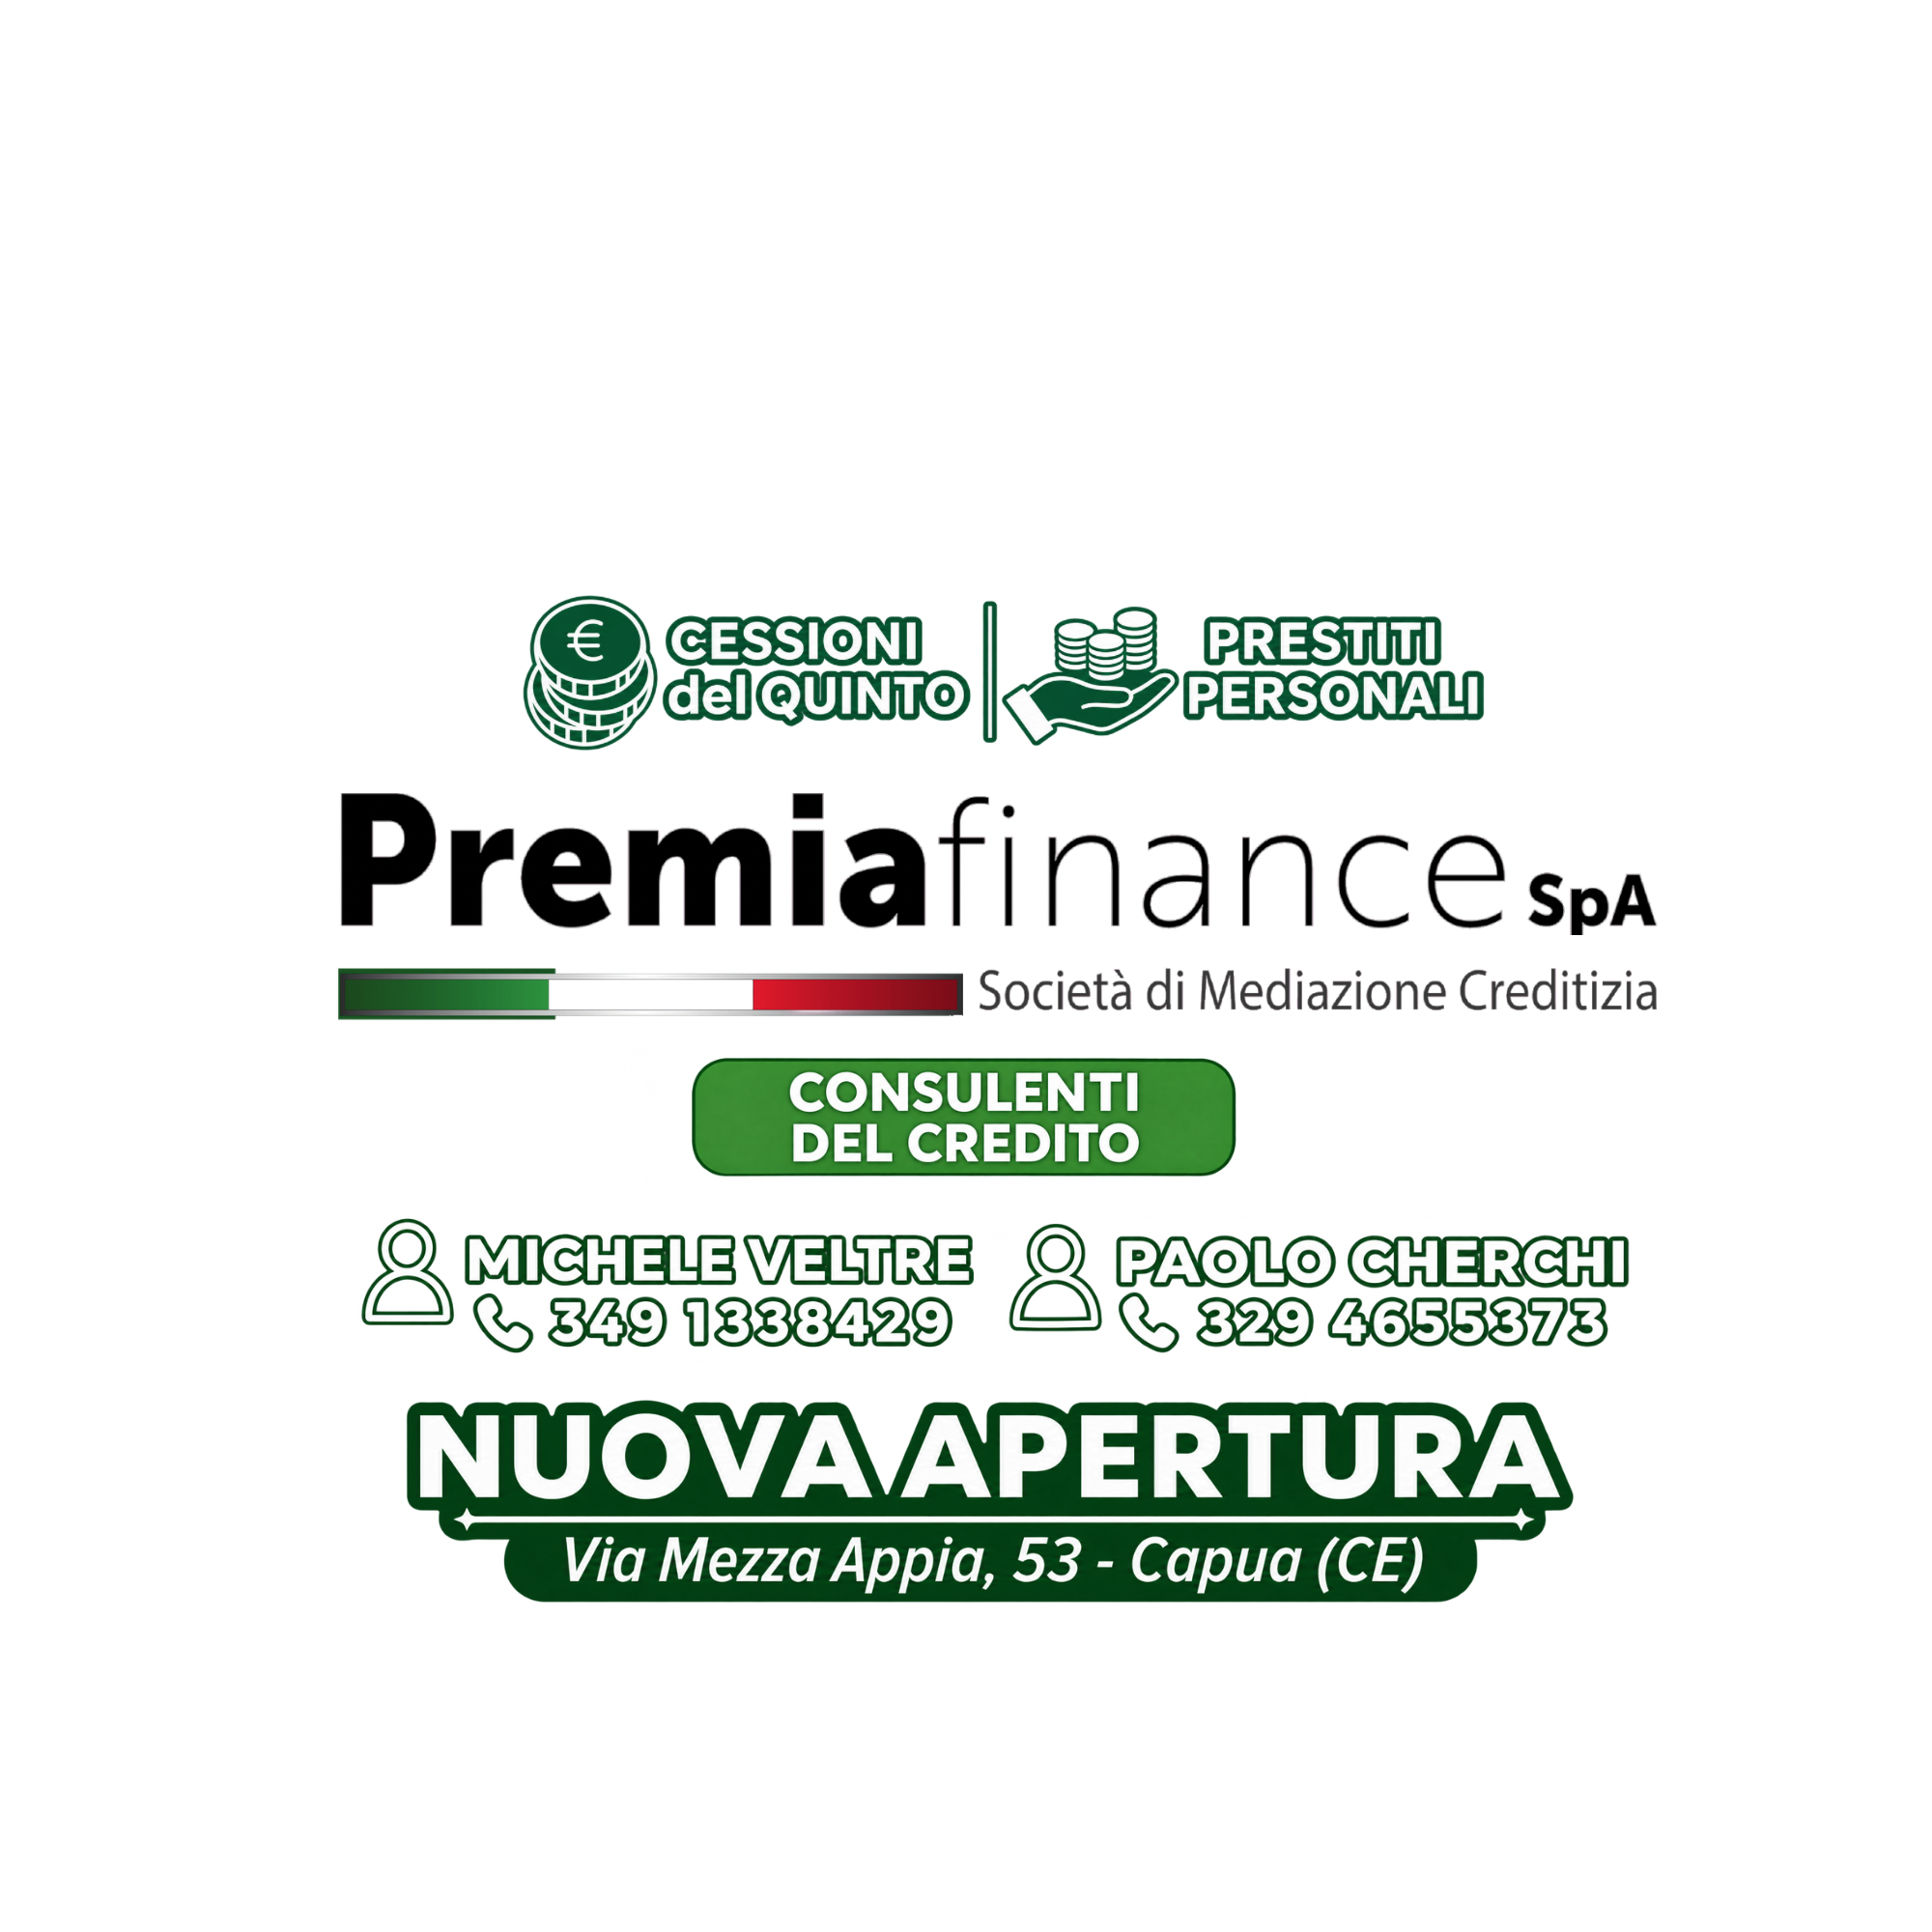 €
CESSIONI
del QUINTO
PRESTITI
PERSONALI
Premiafinance SpA
Società di Mediazione Creditizia
CONSULENTI
DEL CREDITO
MICHELE VELTRE
349 1338429
PAOLO CHERCHI
329 4655373
NUOVA APERTURA
Via Mezza Appia, 53 - Capua (CE)